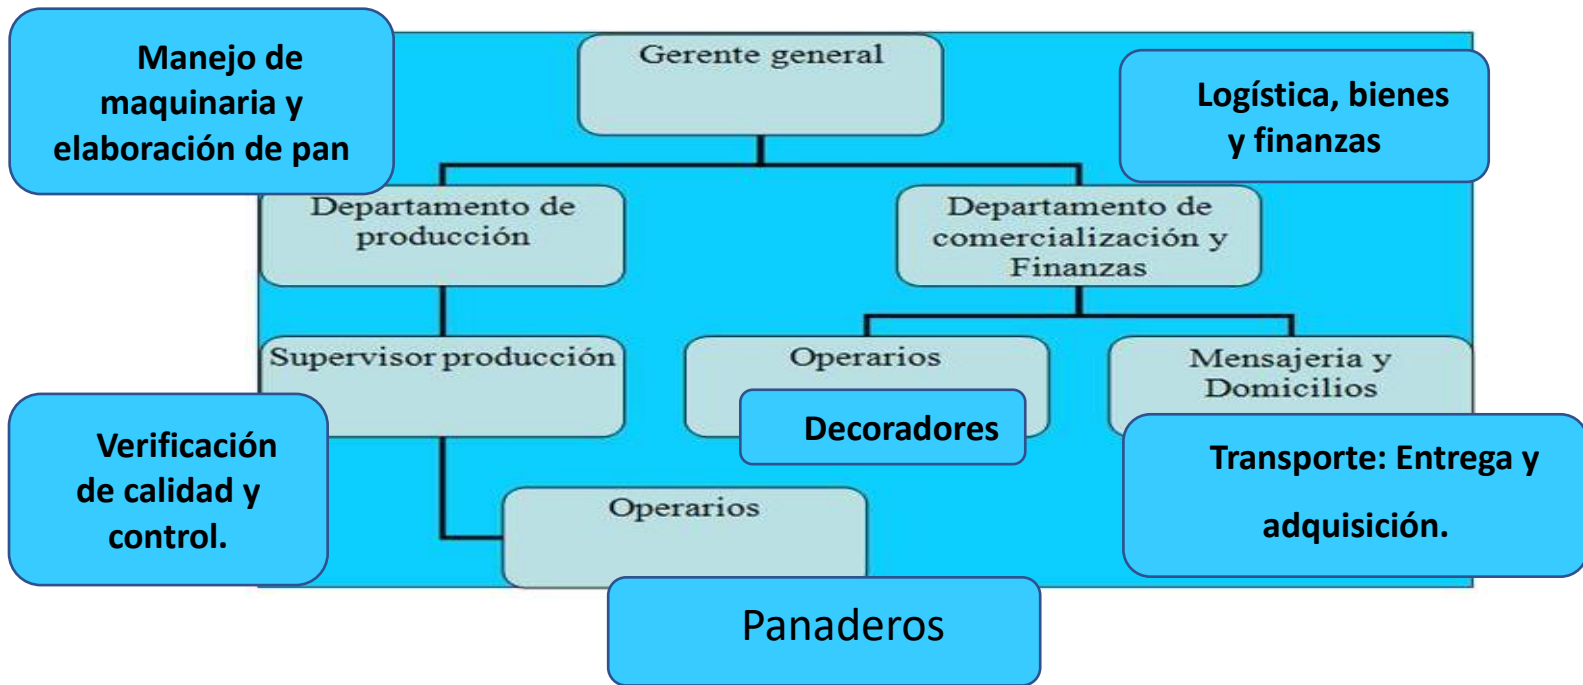 Manejo de
maquinaria y
elaboración de pan
Gerente general
Logística, bienes
y finanzas
Departamento de
producción
Departamento de
comercialización y
Finanzas
Supervisor producción
Operarios
Mensajeria y
Domicilios
Verificación
de calidad y
control.
Decoradores
Transporte: Entrega y
adquisición.
Operarios
Panaderos